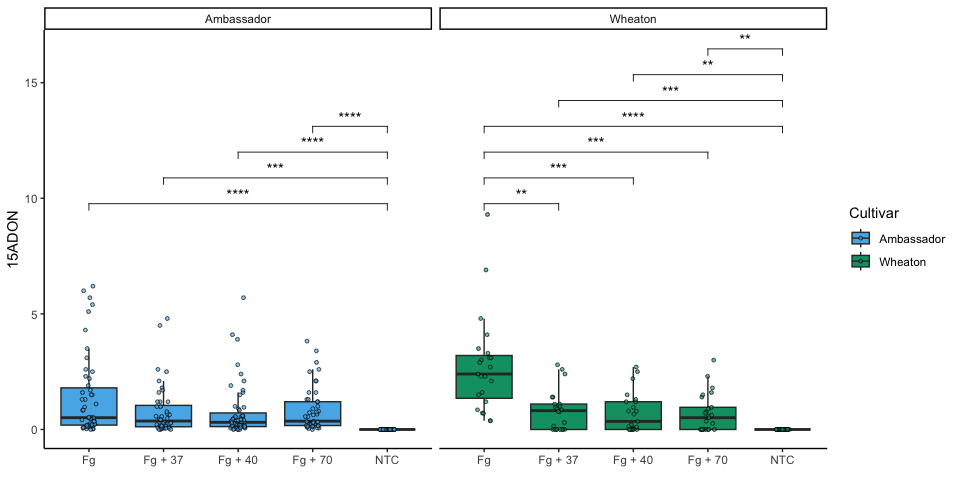 Ambassador Wheaton
**
**
***
**** ****
**** ***
*** ***
**** **
15ADON
15
10
5
0
Cultivar
Ambassador
Wheaton
Fg Fg + 37 Fg + 40 Fg + 70 NTC Fg Fg + 37 Fg + 40 Fg + 70 NTC